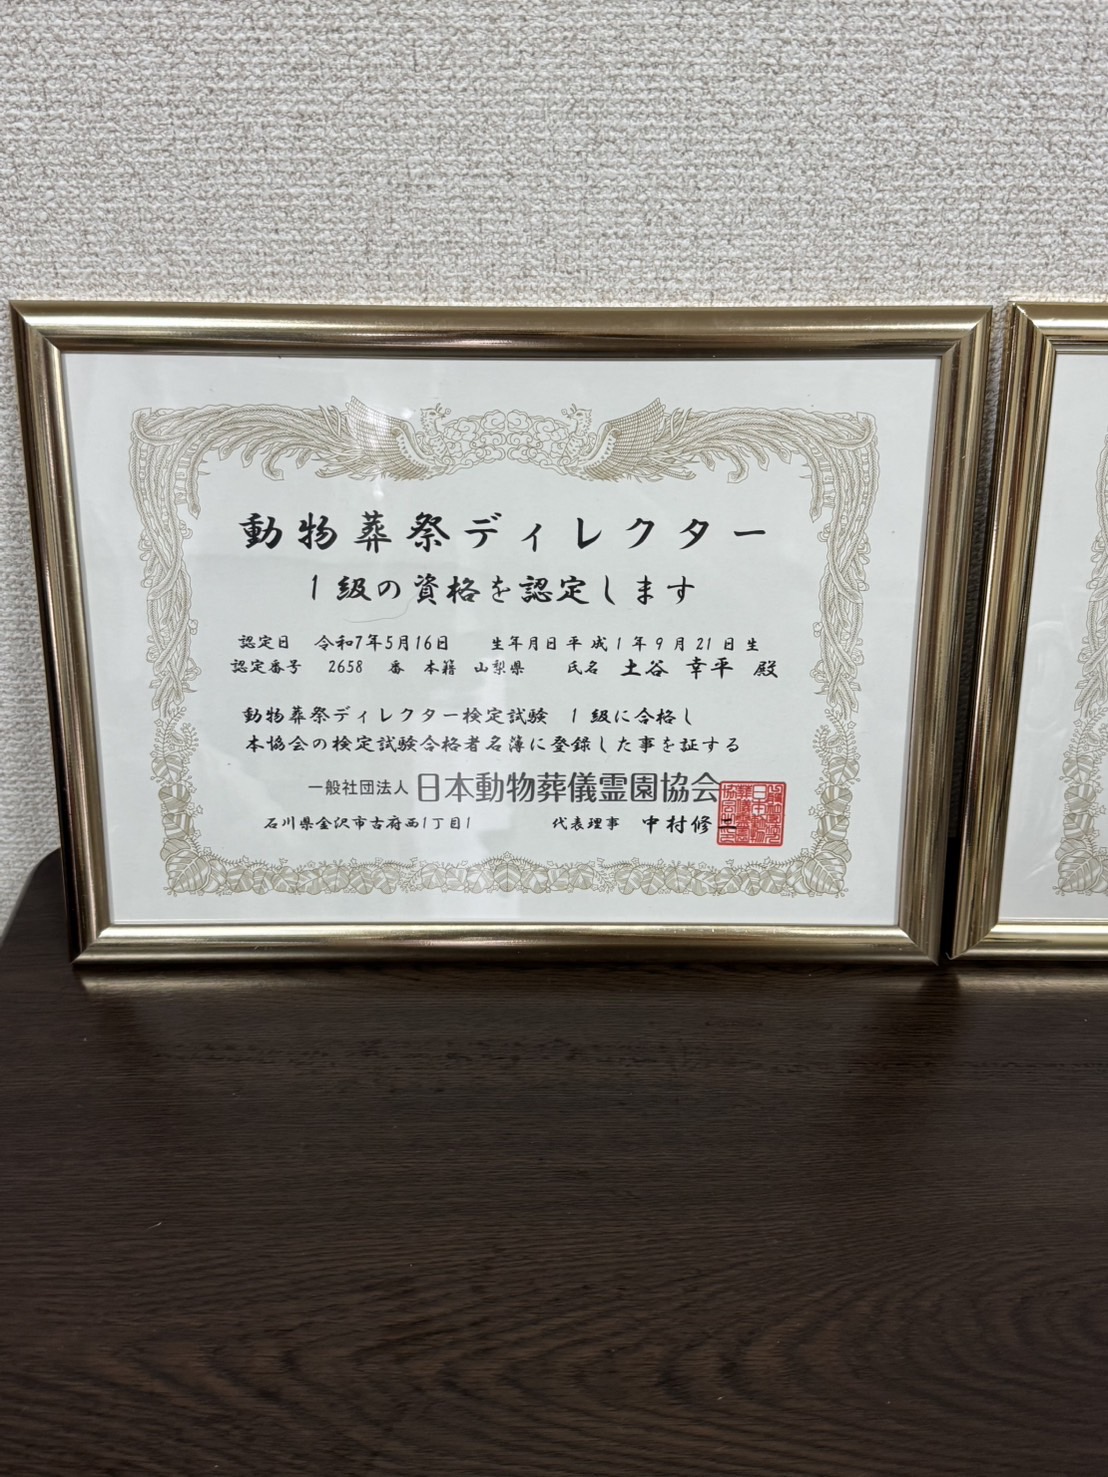 動物葬祭ディレクター
1級の資格を認定します
認定日 令和7年5月16日 生年月日 平成1年9月21日生
認定番号 2658 番 本籍 山梨県 氏名 土谷 幸平 殿
動物葬祭ディレクター検定試験 1級に合格し
本協会の検定試験合格者名簿に登録した事を証する
一般社団法人 日本動物葬儀霊園協会
石川県金沢市古府西1丁目1 代表理事 中村修二